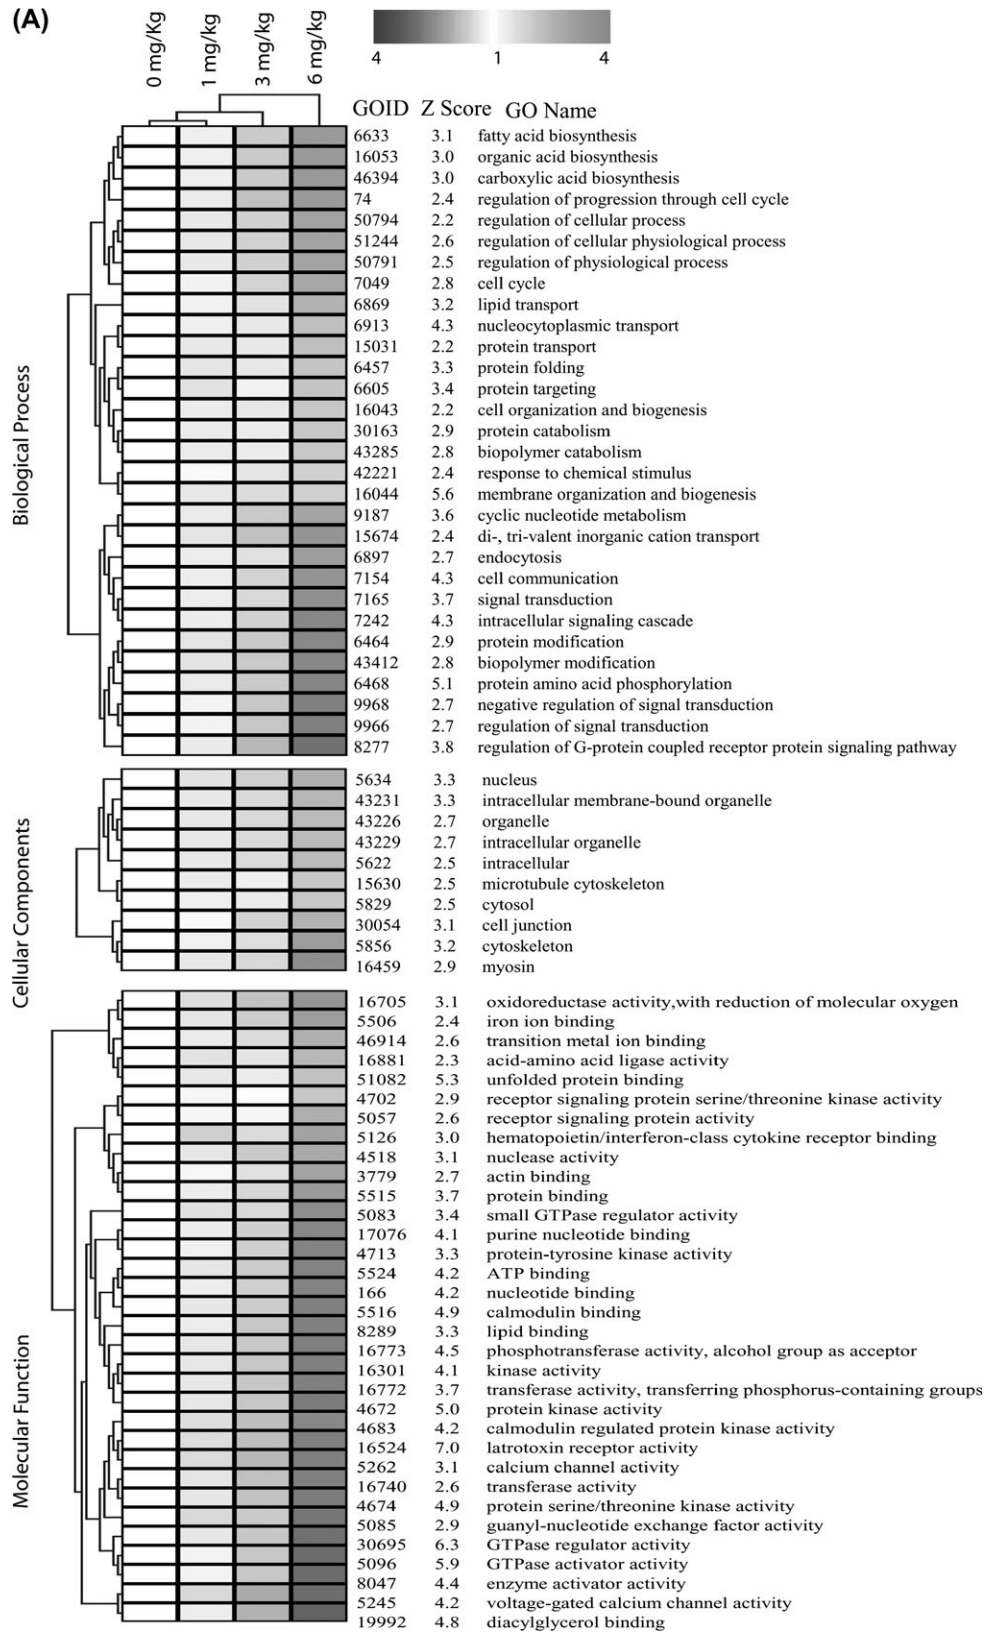 (A)
0 mg/Kg
1 mg/Kg
3 mg/Kg
6 mg/Kg
4 1 4
GOID Z Score GO Name
Biological Process
6633 3.1 fatty acid biosynthesis
16053 3.0 organic acid biosynthesis
46394 3.0 carboxylic acid biosynthesis
74 2.4 regulation of progression through cell cycle
50794 2.2 regulation of cellular process
51244 2.6 regulation of cellular physiological process
50791 2.5 regulation of physiological process
7049 2.8 cell cycle
6869 3.2 lipid transport
6913 4.3 nucleocytoplasmic transport
15031 2.2 protein transport
6457 3.3 protein folding
6605 3.4 protein targeting
16043 2.2 cell organization and biogenesis
30163 2.9 protein catabolism
43285 2.8 biopolymer catabolism
42221 2.4 response to chemical stimulus
16044 5.6 membrane organization and biogenesis
9187 3.6 cyclic nucleotide metabolism
15674 2.4 di-, tri-valent inorganic cation transport
6897 2.7 endocytosis
7154 4.3 cell communication
7165 3.7 signal transduction
7242 4.3 intracellular signaling cascade
6464 2.9 protein modification
43412 2.8 biopolymer modification
6468 5.1 protein amino acid phosphorylation
9968 2.7 negative regulation of signal transduction
9966 2.7 regulation of signal transduction
8277 3.8 regulation of G-protein coupled receptor protein signaling pathway
Cellular Components
5634 3.3 nucleus
43231 3.3 intracellular membrane-bound organelle
43226 2.7 organelle
43229 2.7 intracellular organelle
5622 2.5 intracellular
15630 2.5 microtubule cytoskeleton
5829 2.5 cytosol
30054 3.1 cell junction
5856 3.2 cytoskeleton
16459 2.9 myosin
Molecular Function
16705 3.1 oxidoreductase activity,with reduction of molecular oxygen
5506 2.4 iron ion binding
46914 2.6 transition metal ion binding
16881 2.3 acid-amino acid ligase activity
51082 5.3 unfolded protein binding
4702 2.9 receptor signaling protein serine/threonine kinase activity
5057 2.6 receptor signaling protein activity
5126 3.0 hematopoietin/interferon-class cytokine receptor binding
4518 3.1 nuclease activity
3779 2.7 actin binding
5515 3.7 protein binding
5083 3.4 small GTPase regulator activity
17076 4.1 purine nucleotide binding
4713 3.3 protein-tyrosine kinase activity
5524 4.2 ATP binding
166 4.2 nucleotide binding
5516 4.9 calmodulin binding
8289 3.3 lipid binding
16773 4.5 phosphotransferase activity, alcohol group as acceptor
16301 4.1 kinase activity
16772 3.7 transferase activity, transferring phosphorus-containing groups
4672 5.0 protein kinase activity
4683 4.2 calmodulin regulated protein kinase activity
16524 7.0 latrotoxin receptor activity
5262 3.1 calcium channel activity
16740 2.6 transferase activity
4674 4.9 protein serine/threonine kinase activity
5085 2.9 guanyl-nucleotide exchange factor activity
30695 6.3 GTPase regulator activity
5096 5.9 GTPase activator activity
8047 4.4 enzyme activator activity
5245 4.2 voltage-gated calcium channel activity
19992 4.8 diacylglycerol binding